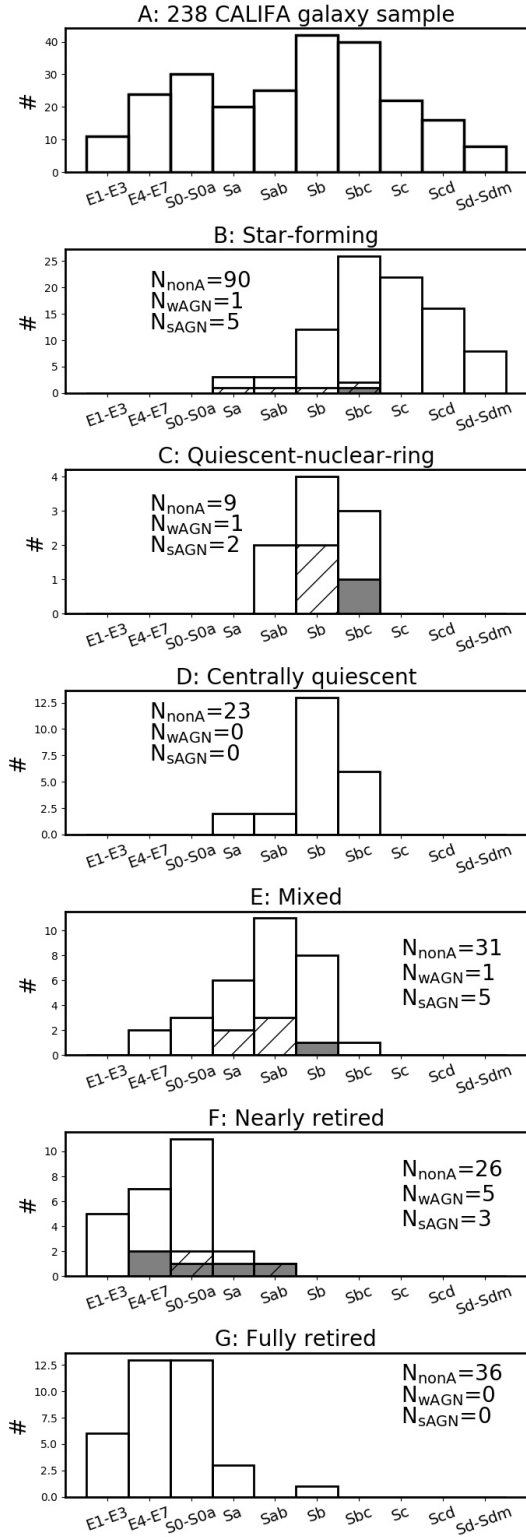 A: 238 CALIFA galaxy sample
40
30
20
10
0
#
E1-E3 E4-E7 S0-S0a Sa Sab Sb Sbc Sc Scd Sd-Sdm
B: Star-forming
25
20
15
10
5
0
#
NnonA=90
NwAGN=1
NsAGN=5
E1-E3 E4-E7 S0-S0a Sa Sab Sb Sbc Sc Scd Sd-Sdm
C: Quiescent-nuclear-ring
4
3
2
1
0
#
NnonA=9
NwAGN=1
NsAGN=2
E1-E3 E4-E7 S0-S0a Sa Sab Sb Sbc Sc Scd Sd-Sdm
D: Centrally quiescent
12.5
10.0
7.5
5.0
2.5
0.0
#
NnonA=23
NwAGN=0
NsAGN=0
E1-E3 E4-E7 S0-S0a Sa Sab Sb Sbc Sc Scd Sd-Sdm
E: Mixed
10
8
6
4
2
0
#
NnonA=31
NwAGN=1
NsAGN=5
E1-E3 E4-E7 S0-S0a Sa Sab Sb Sbc Sc Scd Sd-Sdm
F: Nearly retired
10
8
6
4
2
0
#
NnonA=26
NwAGN=5
NsAGN=3
E1-E3 E4-E7 S0-S0a Sa Sab Sb Sbc Sc Scd Sd-Sdm
G: Fully retired
12.5
10.0
7.5
5.0
2.5
0.0
#
NnonA=36
NwAGN=0
NsAGN=0
E1-E3 E4-E7 S0-S0a Sa Sab Sb Sbc Sc Scd Sd-Sdm